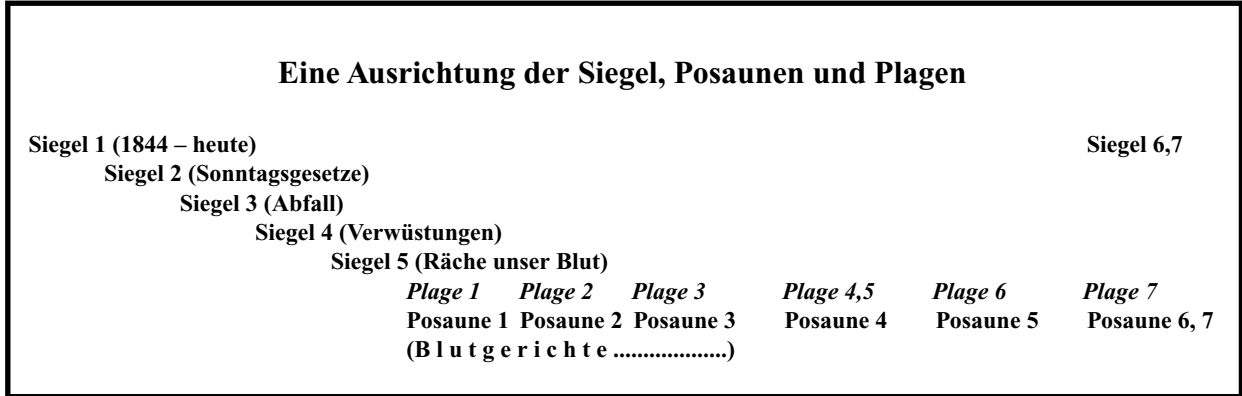 Eine Ausrichtung der Siegel, Posaunen und Plagen
Siegel 1 (1844 – heute) Siegel 6,7
Siegel 2 (Sonntagsgesetze)
Siegel 3 (Abfall)
Siegel 4 (Verwüstungen)
Siegel 5 (Räche unser Blut)
Plage 1 Plage 2 Plage 3 Plage 4,5 Plage 6 Plage 7
Posaune 1 Posaune 2 Posaune 3 Posaune 4 Posaune 5 Posaune 6, 7
(B l u t g e r i c h t e ...................)